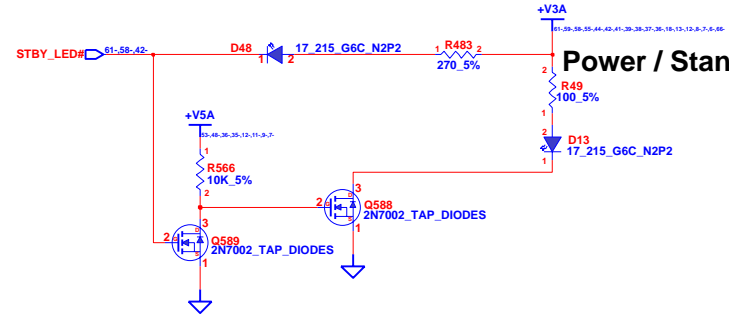 +V3A
61-,59-,58-,55-,44-,42-,41-,39-,38-,37-,36-,18-,13-,12-,8-,7-,6-,66-
STBY_LED#
61-,58-,42-
D48
17_215_G6C_N2P2
1
2
1
R483
2
270_5%
Power / Stan
2
R49
100_5%
1
+V5A
53-,48-,36-,35-,12-,11-,9-,7-
2
D13
17_215_G6C_N2P2
1
1
R566
10K_5%
2
3
D
2
G
Q588
2N7002_TAP_DIODES
S
1
3
D
2
G
Q589
2N7002_TAP_DIODES
S
1